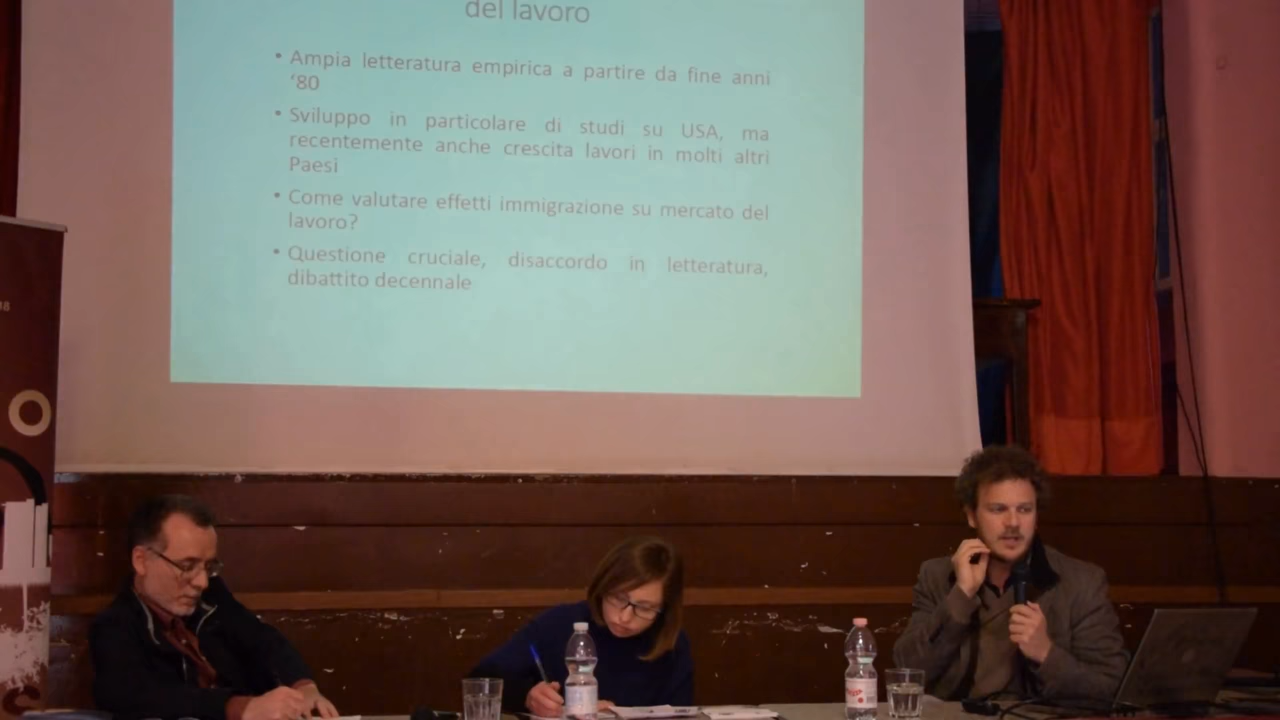 del lavoro
• Ampia letteratura empirica a partire da fine anni
‘80
• Sviluppo in particolare di studi su USA, ma
recentemente anche crescita lavori in molti altri
Paesi
• Come valutare effetti immigrazione su mercato del
lavoro?
• Questione cruciale, disaccordo in letteratura,
dibattito decennale